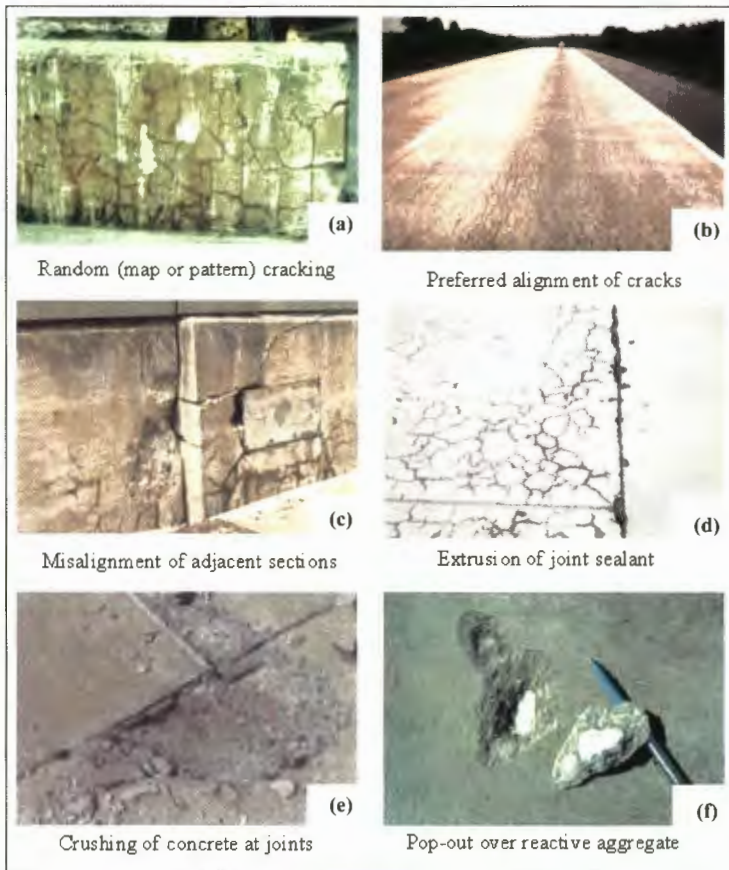 (a)
(b)
Random (map or pattern) cracking
Preferred alignment of cracks
(c)
(d)
Misalignment of adjacent sections
Extrusion of joint sealant
(e)
(f)
Crushing of concrete at joints
Pop-out over reactive aggregate